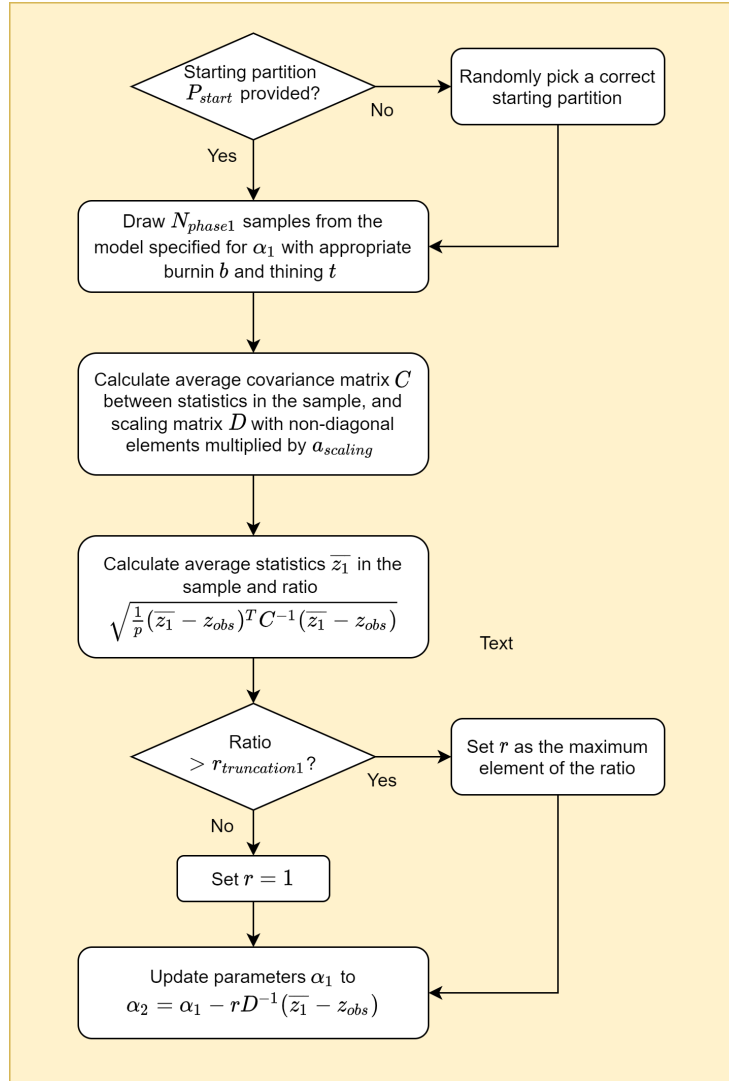 Starting partition
P_start provided?
No
Randomly pick a correct
starting partition
Yes
Draw N_phase1 samples from the
model specified for α_1 with appropriate
burnin b and thining t
Calculate average covariance matrix C
between statistics in the sample, and
scaling matrix D with non-diagonal
elements multiplied by a_scaling
Calculate average statistics z̅_1 in the
sample and ratio
√(1/p (z̅_1 − z_obs)^T C^−1 (z̅_1 − z_obs))
Text
Ratio
> r_truncation1?
Yes
Set r as the maximum
element of the ratio
No
Set r = 1
Update parameters α_1 to
α_2 = α_1 − rD^−1(z̅_1 − z_obs)